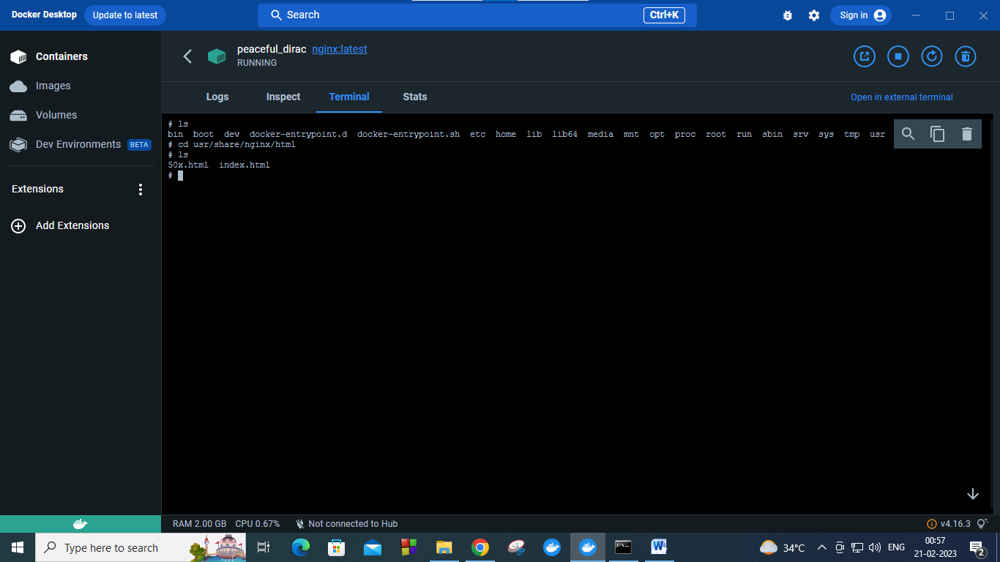 Docker Desktop Update to latest Search Ctrl+K Sign in
Containers
Images
Volumes
Dev Environments BETA
Extensions
Add Extensions
peaceful_dirac nginx:latest
RUNNING
Logs Inspect Terminal Stats Open in external terminal
# ls
bin boot dev docker-entrypoint.d docker-entrypoint.sh etc home lib lib64 media mnt opt proc root run sbin srv sys tmp usr
# cd usr/share/nginx/html
# ls
50x.html index.html
#
RAM 2.00 GB CPU 0.67% Not connected to Hub v4.16.3
Type here to search 34°C ENG 00:57
21-02-2023 2